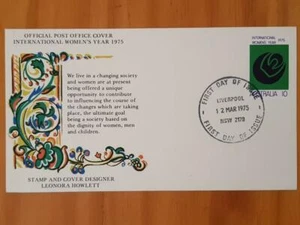 OFFICIAL POST OFFICE COVER
INTERNATIONAL WOMEN'S YEAR 1975
We live in a changing society
and women are at present
being offered a unique
opportunity to contribute
to influencing the course of
the changes which are taking
place, the ultimate goal
being a society based on
the dignity of women, men
and children.
STAMP AND COVER DESIGNER
LEONORA HOWLETT
FIRST DAY OF ISSUE
LIVERPOOL
12 MAR 1975
NSW 2170
FIRST DAY OF ISSUE
INTERNATIONAL
WOMENS YEAR 1975
AUSTRALIA 10